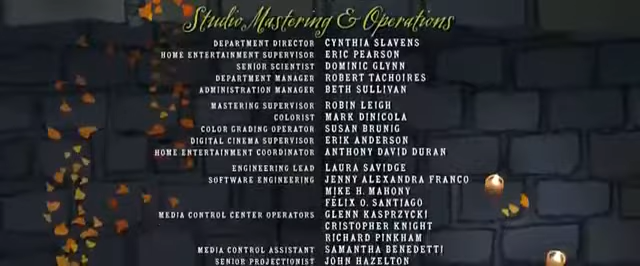 Studio Mastering & Operations
DEPARTMENT DIRECTOR CYNTHIA SLAVENS
HOME ENTERTAINMENT SUPERVISOR ERIC PEARSON
SENIOR SCIENTIST DOMINIC GLYNN
DEPARTMENT MANAGER ROBERT TACHOIRES
ADMINISTRATION MANAGER BETH SULLIVAN
MASTERING SUPERVISOR ROBIN LEIGH
COLORIST MARK DINICOLA
COLOR GRADING OPERATOR SUSAN BRUNIG
DIGITAL CINEMA SUPERVISOR ERIK ANDERSON
HOME ENTERTAINMENT COORDINATOR ANTHONY DAVID DURAN
ENGINEERING LEAD LAURA SAVIDGE
SOFTWARE ENGINEERING JENNY ALEXANDRA FRANCO
MIKE H. MAHONY
FÉLIX O. SANTIAGO
MEDIA CONTROL CENTER OPERATORS GLENN KASPRZYCKI
CRISTOPHER KNIGHT
RICHARD PINKHAM
MEDIA CONTROL ASSISTANT SAMANTHA BENEDETTI
SENIOR PROJECTIONIST JOHN HAZELTON